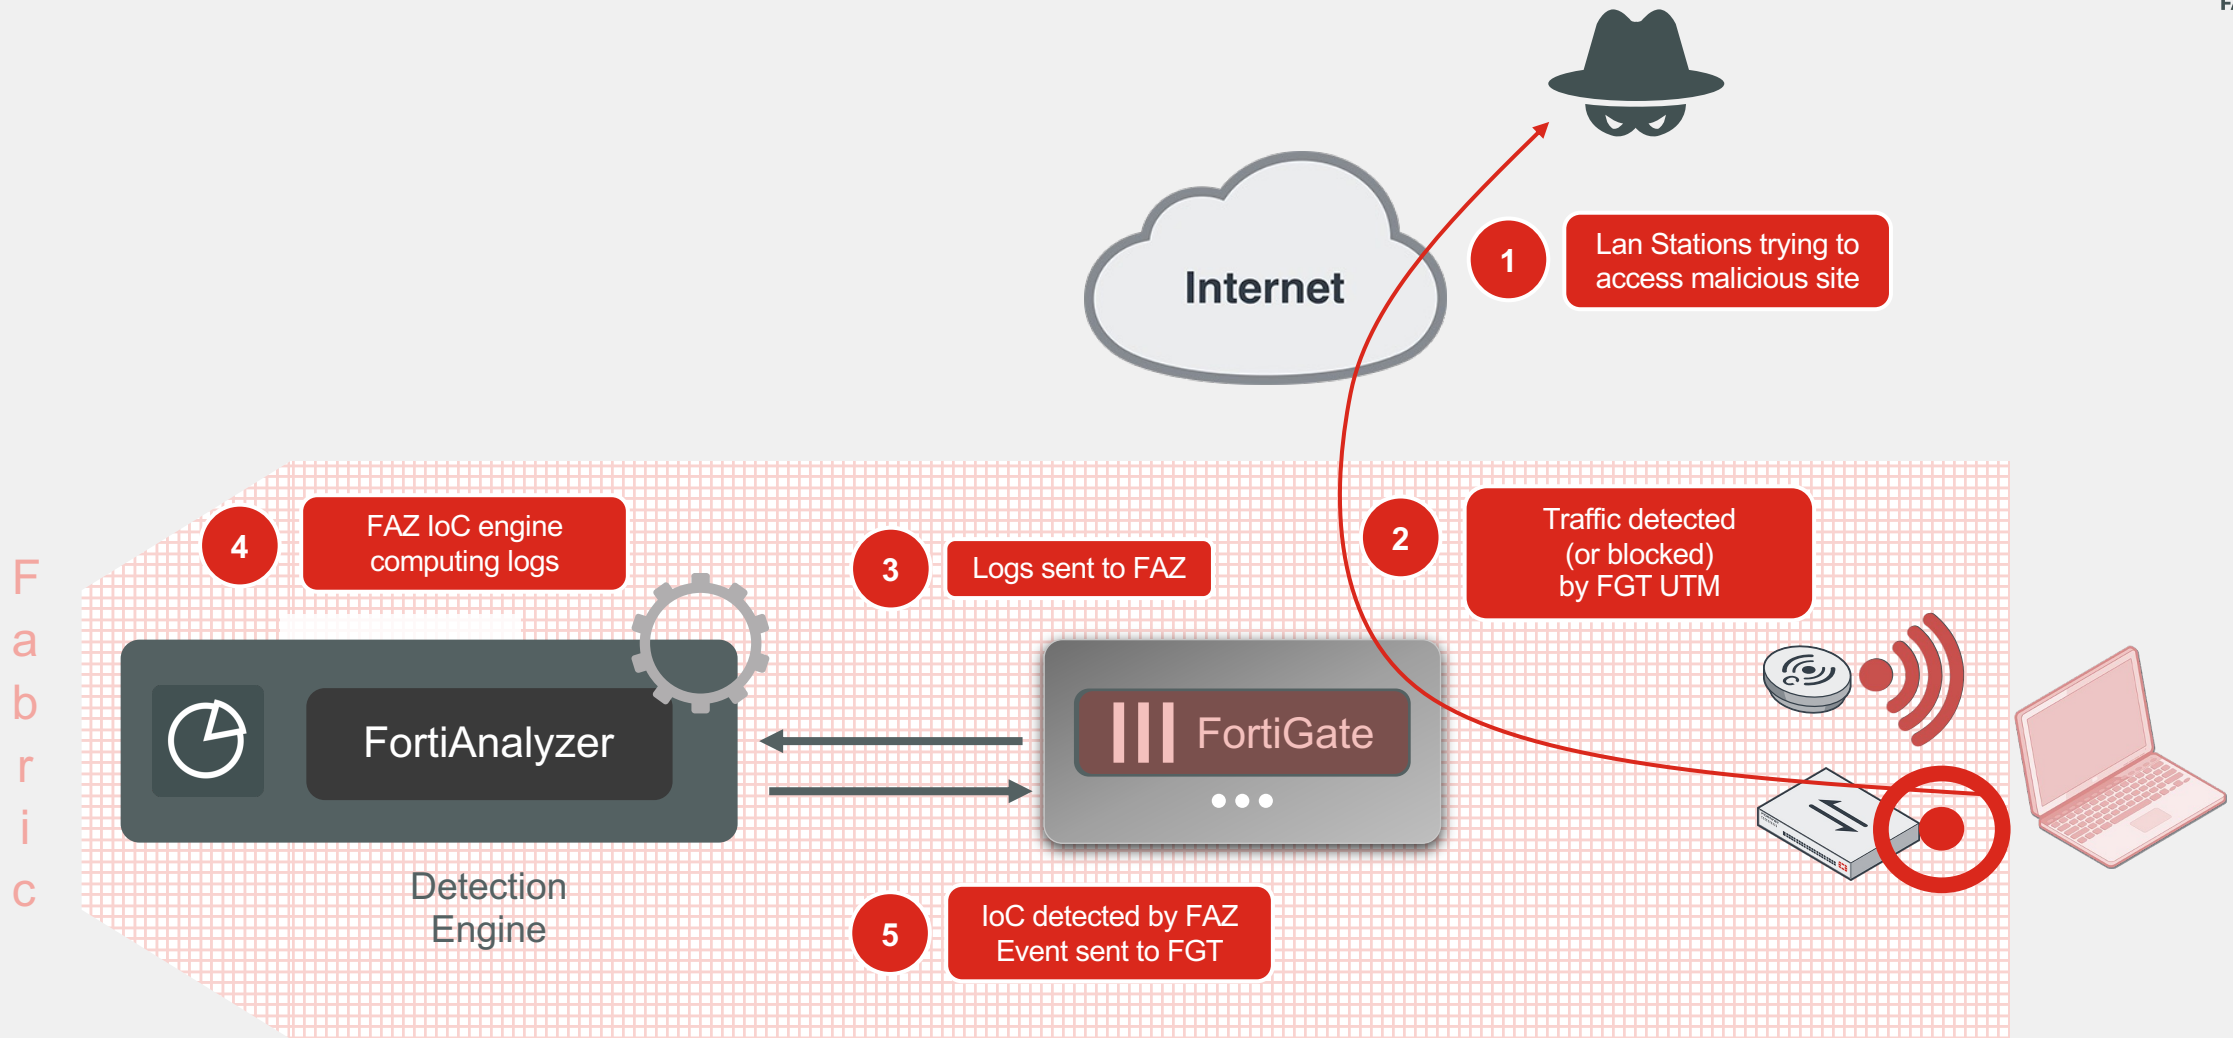 1
Lan Stations trying to
access malicious site
Internet
4
FAZ IoC engine
computing logs
3
Logs sent to FAZ
2
Traffic detected
(or blocked)
by FGT UTM
Fabric
FortiAnalyzer
FortiGate
Detection
Engine
5
IoC detected by FAZ
Event sent to FGT